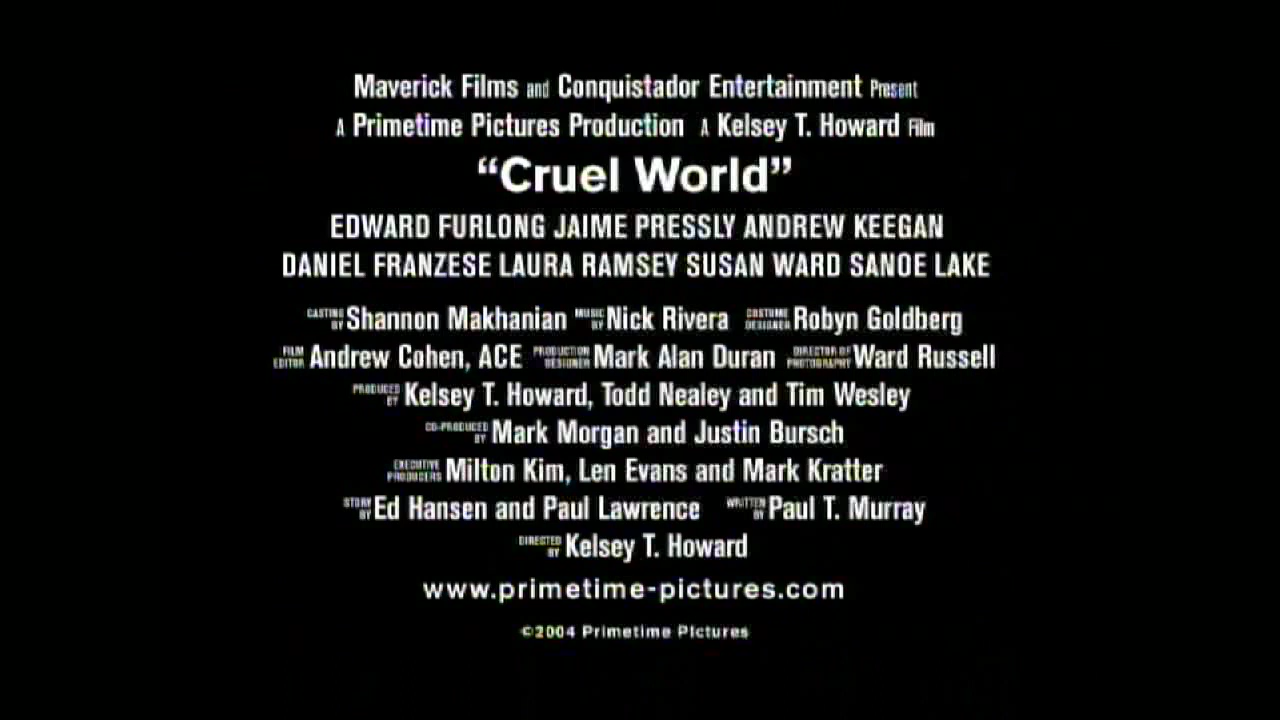 Maverick Films and Conquistador Entertainment Present
A Primetime Pictures Production A Kelsey T. Howard Film
“Cruel World”
EDWARD FURLONG JAIME PRESSLY ANDREW KEEGAN
DANIEL FRANZESE LAURA RAMSEY SUSAN WARD SANOE LAKE
CASTING BY Shannon Makhanian MUSIC BY Nick Rivera COSTUME DESIGNER Robyn Goldberg
FILM EDITOR Andrew Cohen, ACE PRODUCTION DESIGNER Mark Alan Duran DIRECTOR OF PHOTOGRAPHY Ward Russell
PRODUCED BY Kelsey T. Howard, Todd Nealey and Tim Wesley
CO-PRODUCED BY Mark Morgan and Justin Bursch
EXECUTIVE PRODUCERS Milton Kim, Len Evans and Mark Kratter
STORY BY Ed Hansen and Paul Lawrence WRITTEN BY Paul T. Murray
DIRECTED BY Kelsey T. Howard
www.primetime-pictures.com
©2004 Primetime Pictures